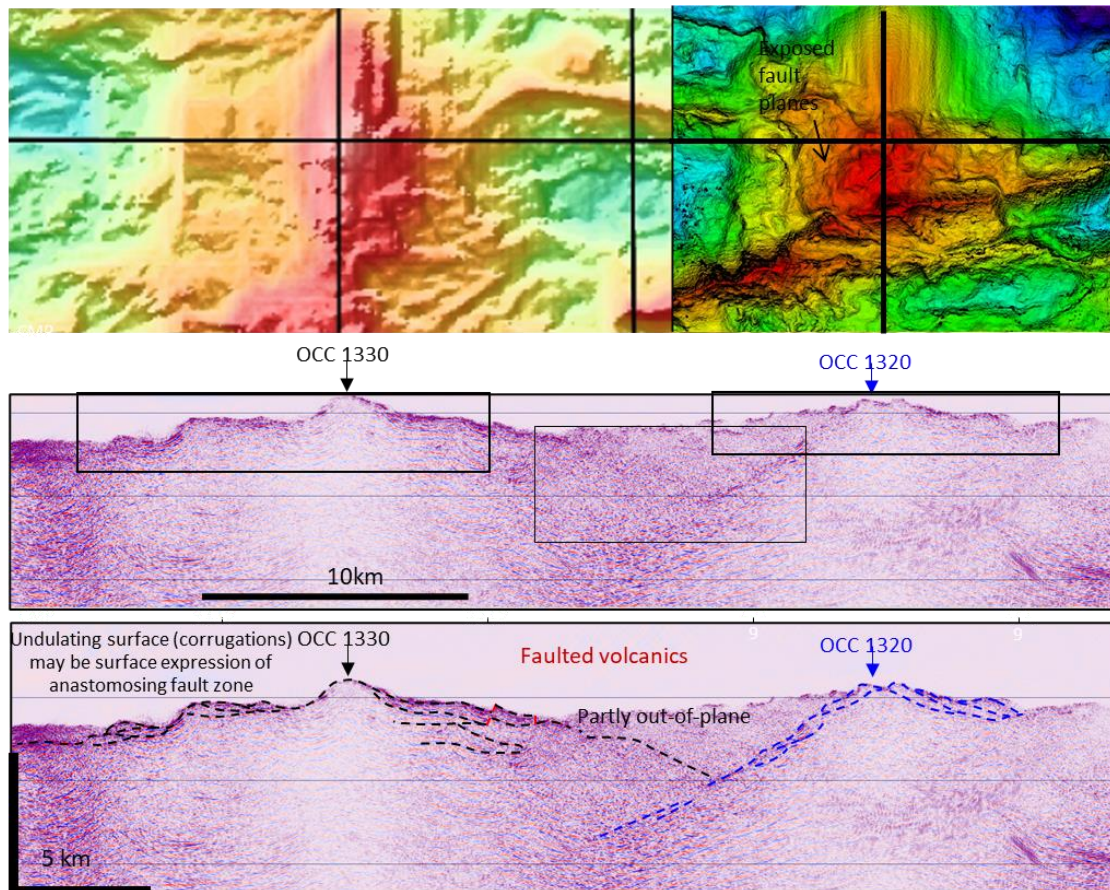 Exposed
fault
planes
OCC 1330
OCC 1320
10km
Undulating surface (corrugations)
may be surface expression of
anastomosing fault zone
OCC 1330
Faulted volcanics
9
OCC 1320
9
Partly out-of-plane
5 km